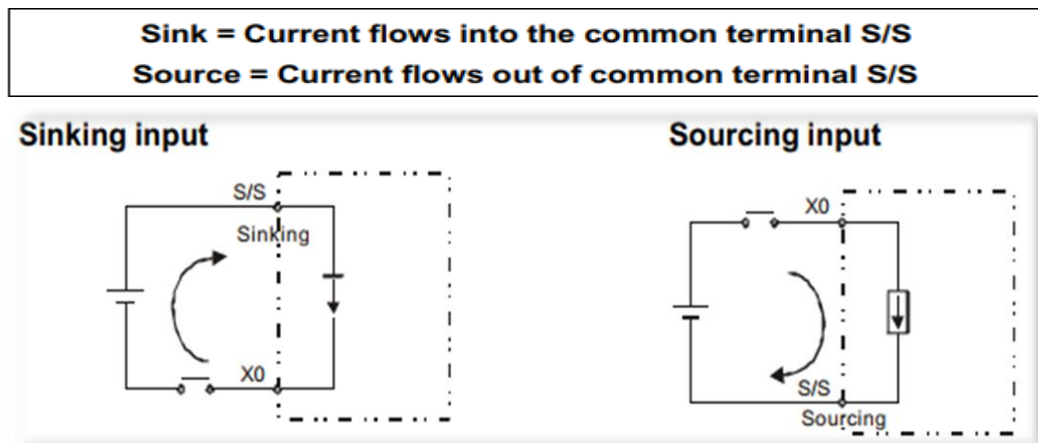 Sink = Current flows into the common terminal S/S
Source = Current flows out of common terminal S/S
Sinking input
Sourcing input
S/S
Sinking
X0
X0
S/S
Sourcing